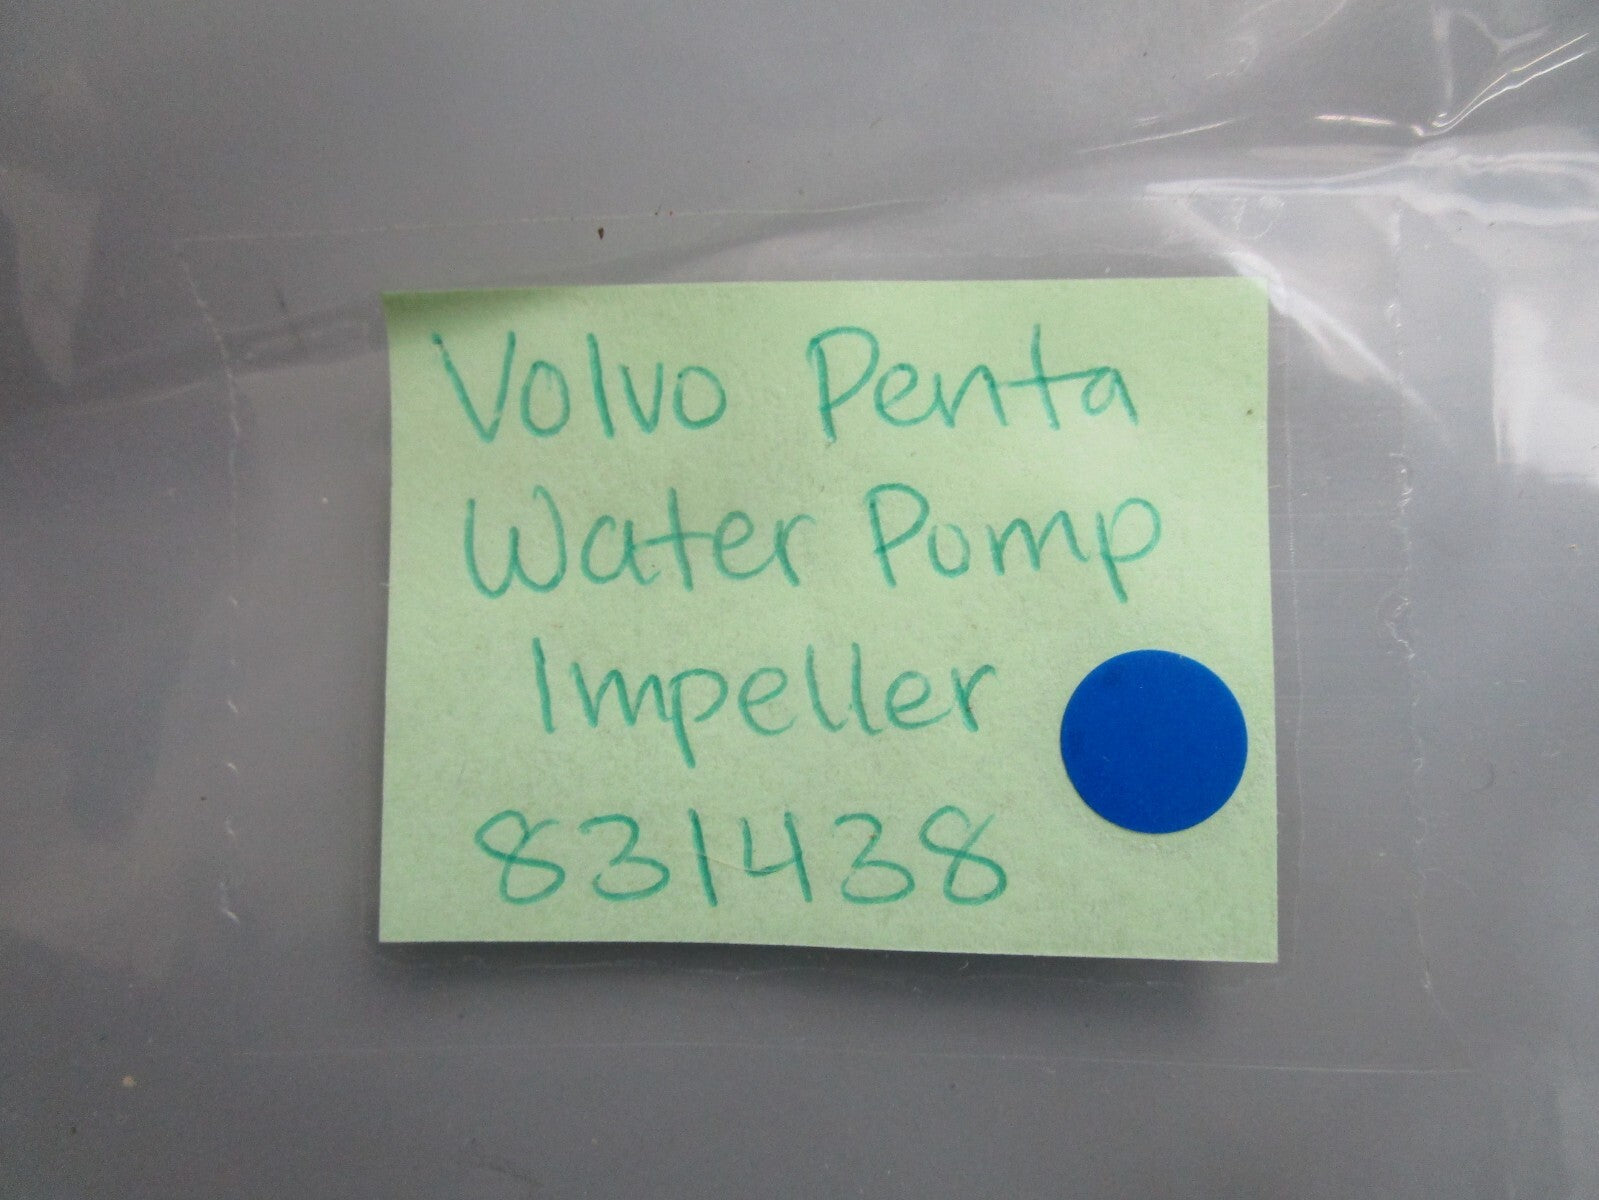 Volvo Penta
Water Pump
Impeller
831438